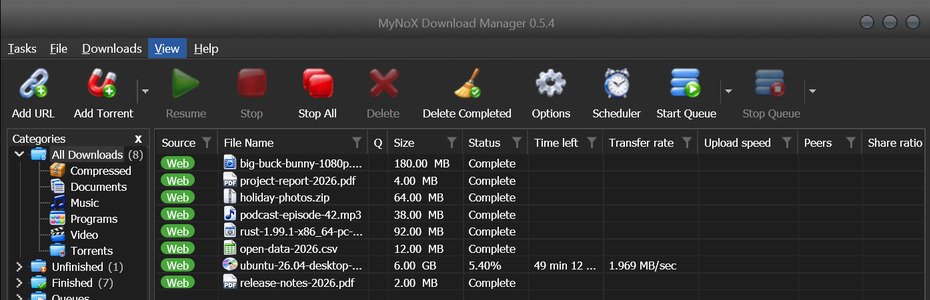 MyNoX Download Manager 0.5.4
Tasks File Downloads View Help
Add URL Add Torrent Resume Stop Stop All Delete Delete Completed Options Scheduler Start Queue Stop Queue
Categories x Source File Name Q Size Status Time left Transfer rate Upload speed Peers Share ratio
All Downloads (8) Web big-buck-bunny-1080p.... 180.00 MB Complete
Compressed Web project-report-2026.pdf 4.00 MB Complete
Documents Web holiday-photos.zip 64.00 MB Complete
Music Web podcast-episode-42.mp3 38.00 MB Complete
Programs Web rust-1.99.1-x86_64-pc-... 92.00 MB Complete
Video Web open-data-2026.csv 12.00 MB Complete
Torrents
Unfinished (1) Web ubuntu-26.04-desktop-... 6.00 GB 5.40% 49 min 12 ... 1.969 MB/sec
Finished (7) Web release-notes-2026.pdf 2.00 MB Complete
Queues